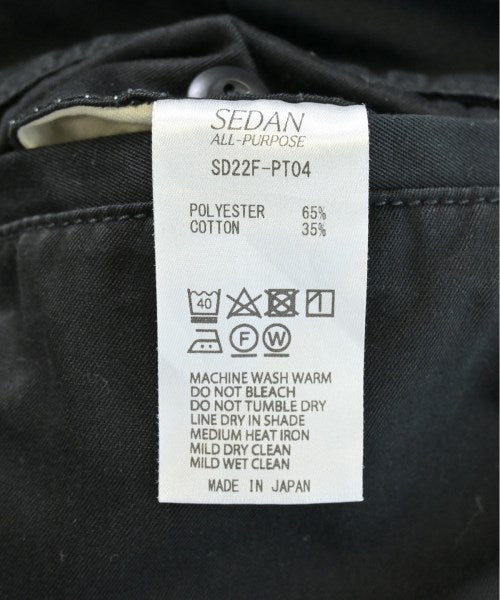 SEDAN
ALL-PURPOSE
SD22F-PT04
POLYESTER 65%
COTTON 35%
40
F W
MACHINE WASH WARM
DO NOT BLEACH
DO NOT TUMBLE DRY
LINE DRY IN SHADE
MEDIUM HEAT IRON
MILD DRY CLEAN
MILD WET CLEAN
MADE IN JAPAN